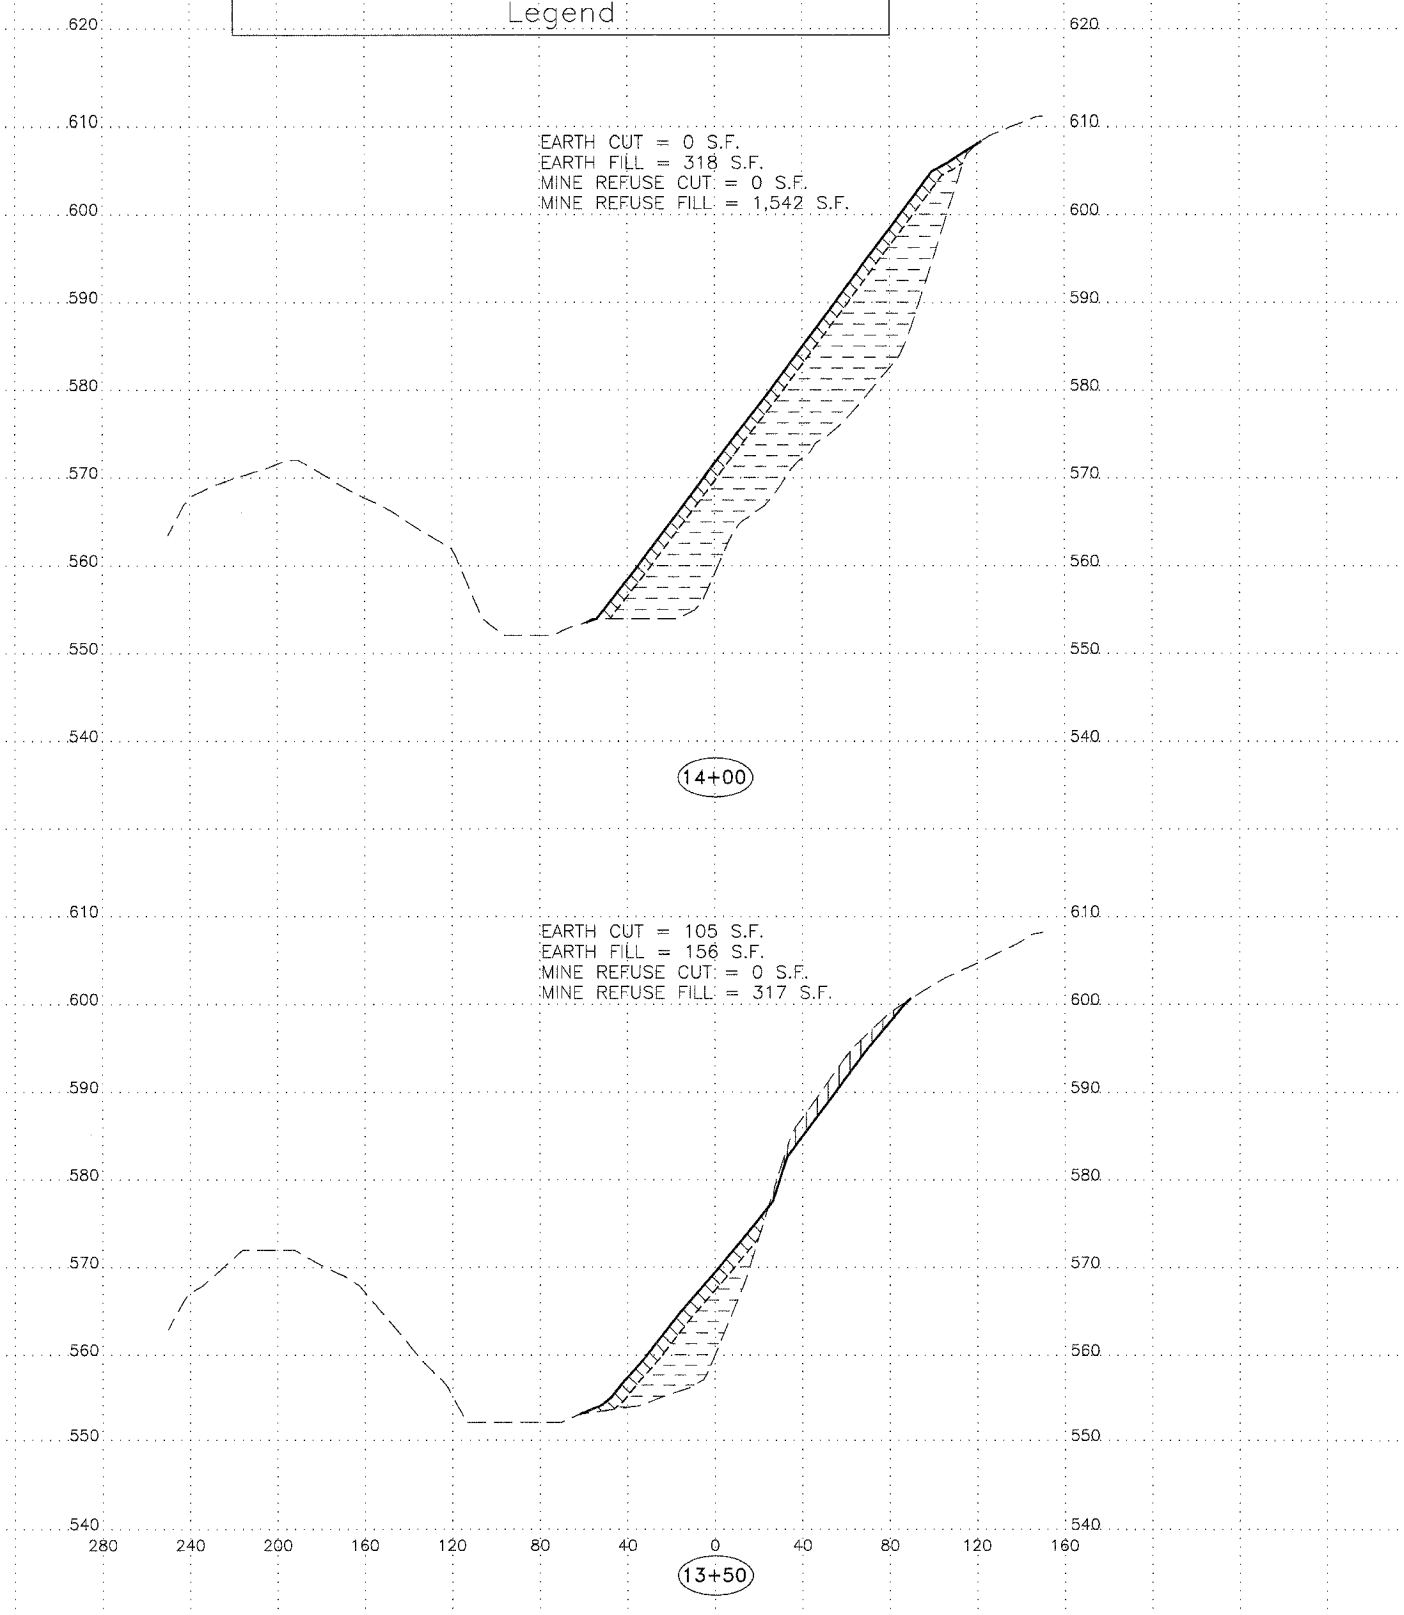 Legend
620 620
610 610
EARTH CUT = 0 S.F.
EARTH FILL = 318 S.F.
MINE REFUSE CUT = 0 S.F.
MINE REFUSE FILL = 1,542 S.F.
600 600
590 590
580 580
570 570
560 560
550 550
540 540
14+00
610 610
EARTH CUT = 105 S.F.
EARTH FILL = 156 S.F.
MINE REFUSE CUT = 0 S.F.
MINE REFUSE FILL = 317 S.F.
600 600
590 590
580 580
570 570
560 560
550 550
540 540
280 240 200 160 120 80 40 0 40 80 120 160
13+50